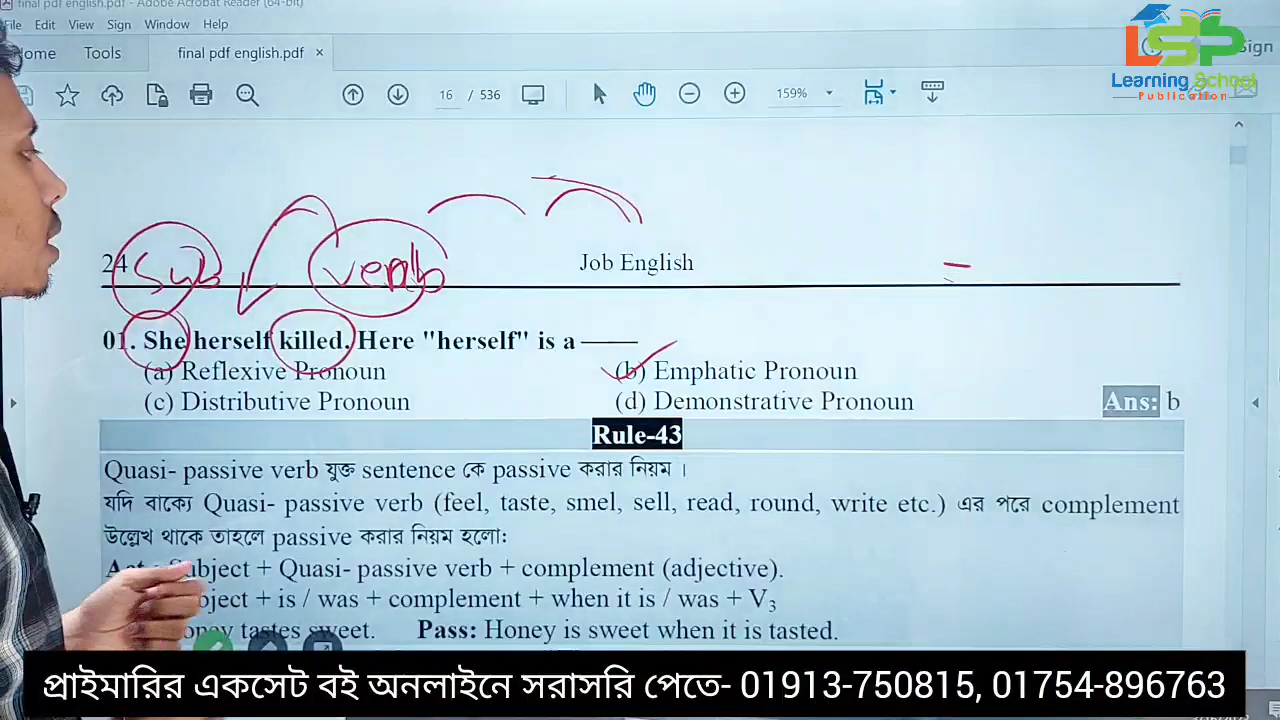 final pdf english.pdf - Adobe Acrobat Reader (64-bit)
File Edit View Sign Window Help
Home Tools final pdf english.pdf × Sign
16 / 536 159%
LSP
Learning School
Publication
Sub verb
24 Job English
01. She herself killed. Here "herself" is a ——
(a) Reflexive Pronoun (b) Emphatic Pronoun
(c) Distributive Pronoun (d) Demonstrative Pronoun Ans: b
Rule-43
Quasi- passive verb যুক্ত sentence কে passive করার নিয়ম ।
যদি বাক্যে Quasi- passive verb (feel, taste, smel, sell, read, round, write etc.) এর পরে complement
উল্লেখ থাকে তাহলে passive করার নিয়ম হলো:
Act : Subject + Quasi- passive verb + complement (adjective).
bject + is / was + complement + when it is / was + V3
oney tastes sweet. Pass: Honey is sweet when it is tasted.
প্রাইমারির একসেট বই অনলাইনে সরাসরি পেতে- 01913-750815, 01754-896763